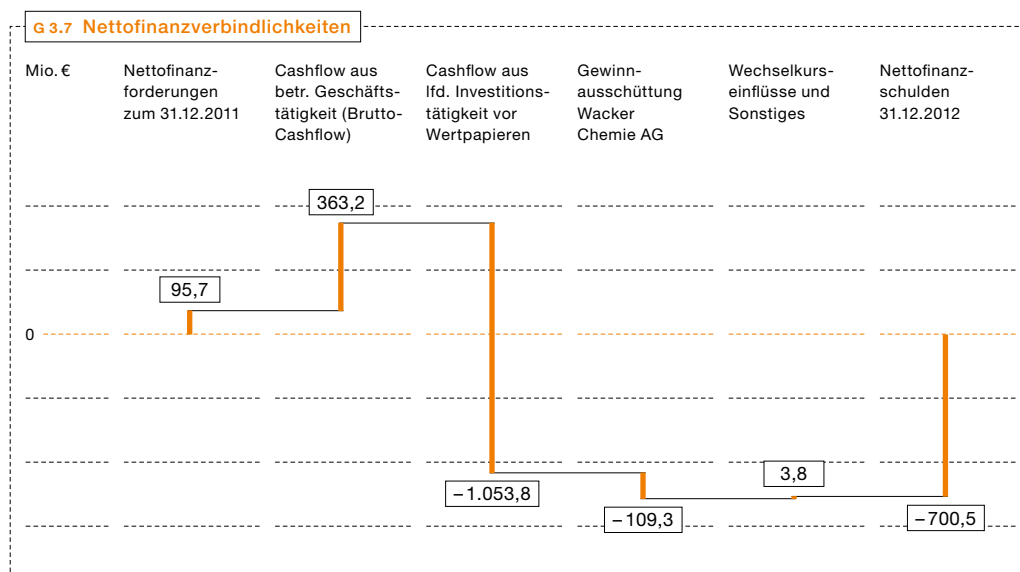 G 3.7 Nettofinanzverbindlichkeiten
Mio. €
Nettofinanz-
forderungen
zum 31.12.2011
Cashflow aus
betr. Geschäfts-
tätigkeit (Brutto-
Cashflow)
Cashflow aus
lfd. Investitions-
tätigkeit vor
Wertpapieren
Gewinn-
ausschüttung
Wacker
Chemie AG
Wechselkurs-
einflüsse und
Sonstiges
Nettofinanz-
schulden
31.12.2012
363,2
95,7
0
3,8
–1.053,8
–109,3
–700,5